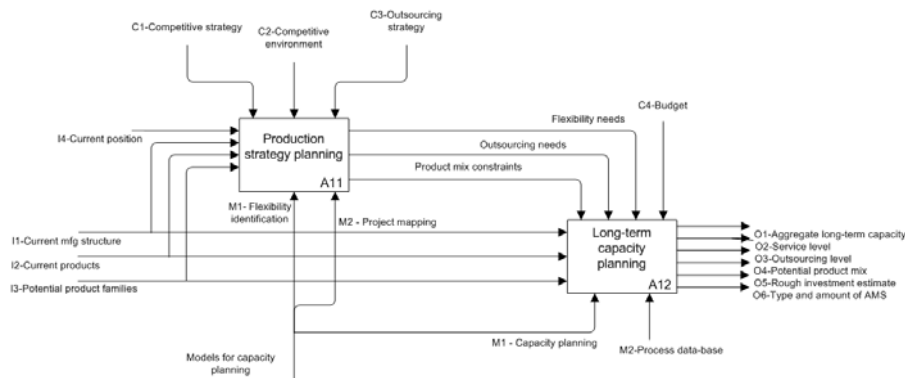 C3-Outsourcing
strategy
C1-Competitive strategy
C2-Competitive
environment
C4-Budget
I4-Current position
Production
strategy planning
A11
Flexibility needs
Outsourcing needs
Product mix constraints
M1- Flexibility
identification
M2 - Project mapping
I1-Current mfg structure
I2-Current products
I3-Potential product families
Long-term
capacity
planning
A12
O1-Aggregate long-term capacity
O2-Service level
O3-Outsourcing level
O4-Potential product mix
O5-Rough investment estimate
O6-Type and amount of AMS
M1 - Capacity planning
M2-Process data-base
Models for capacity
planning